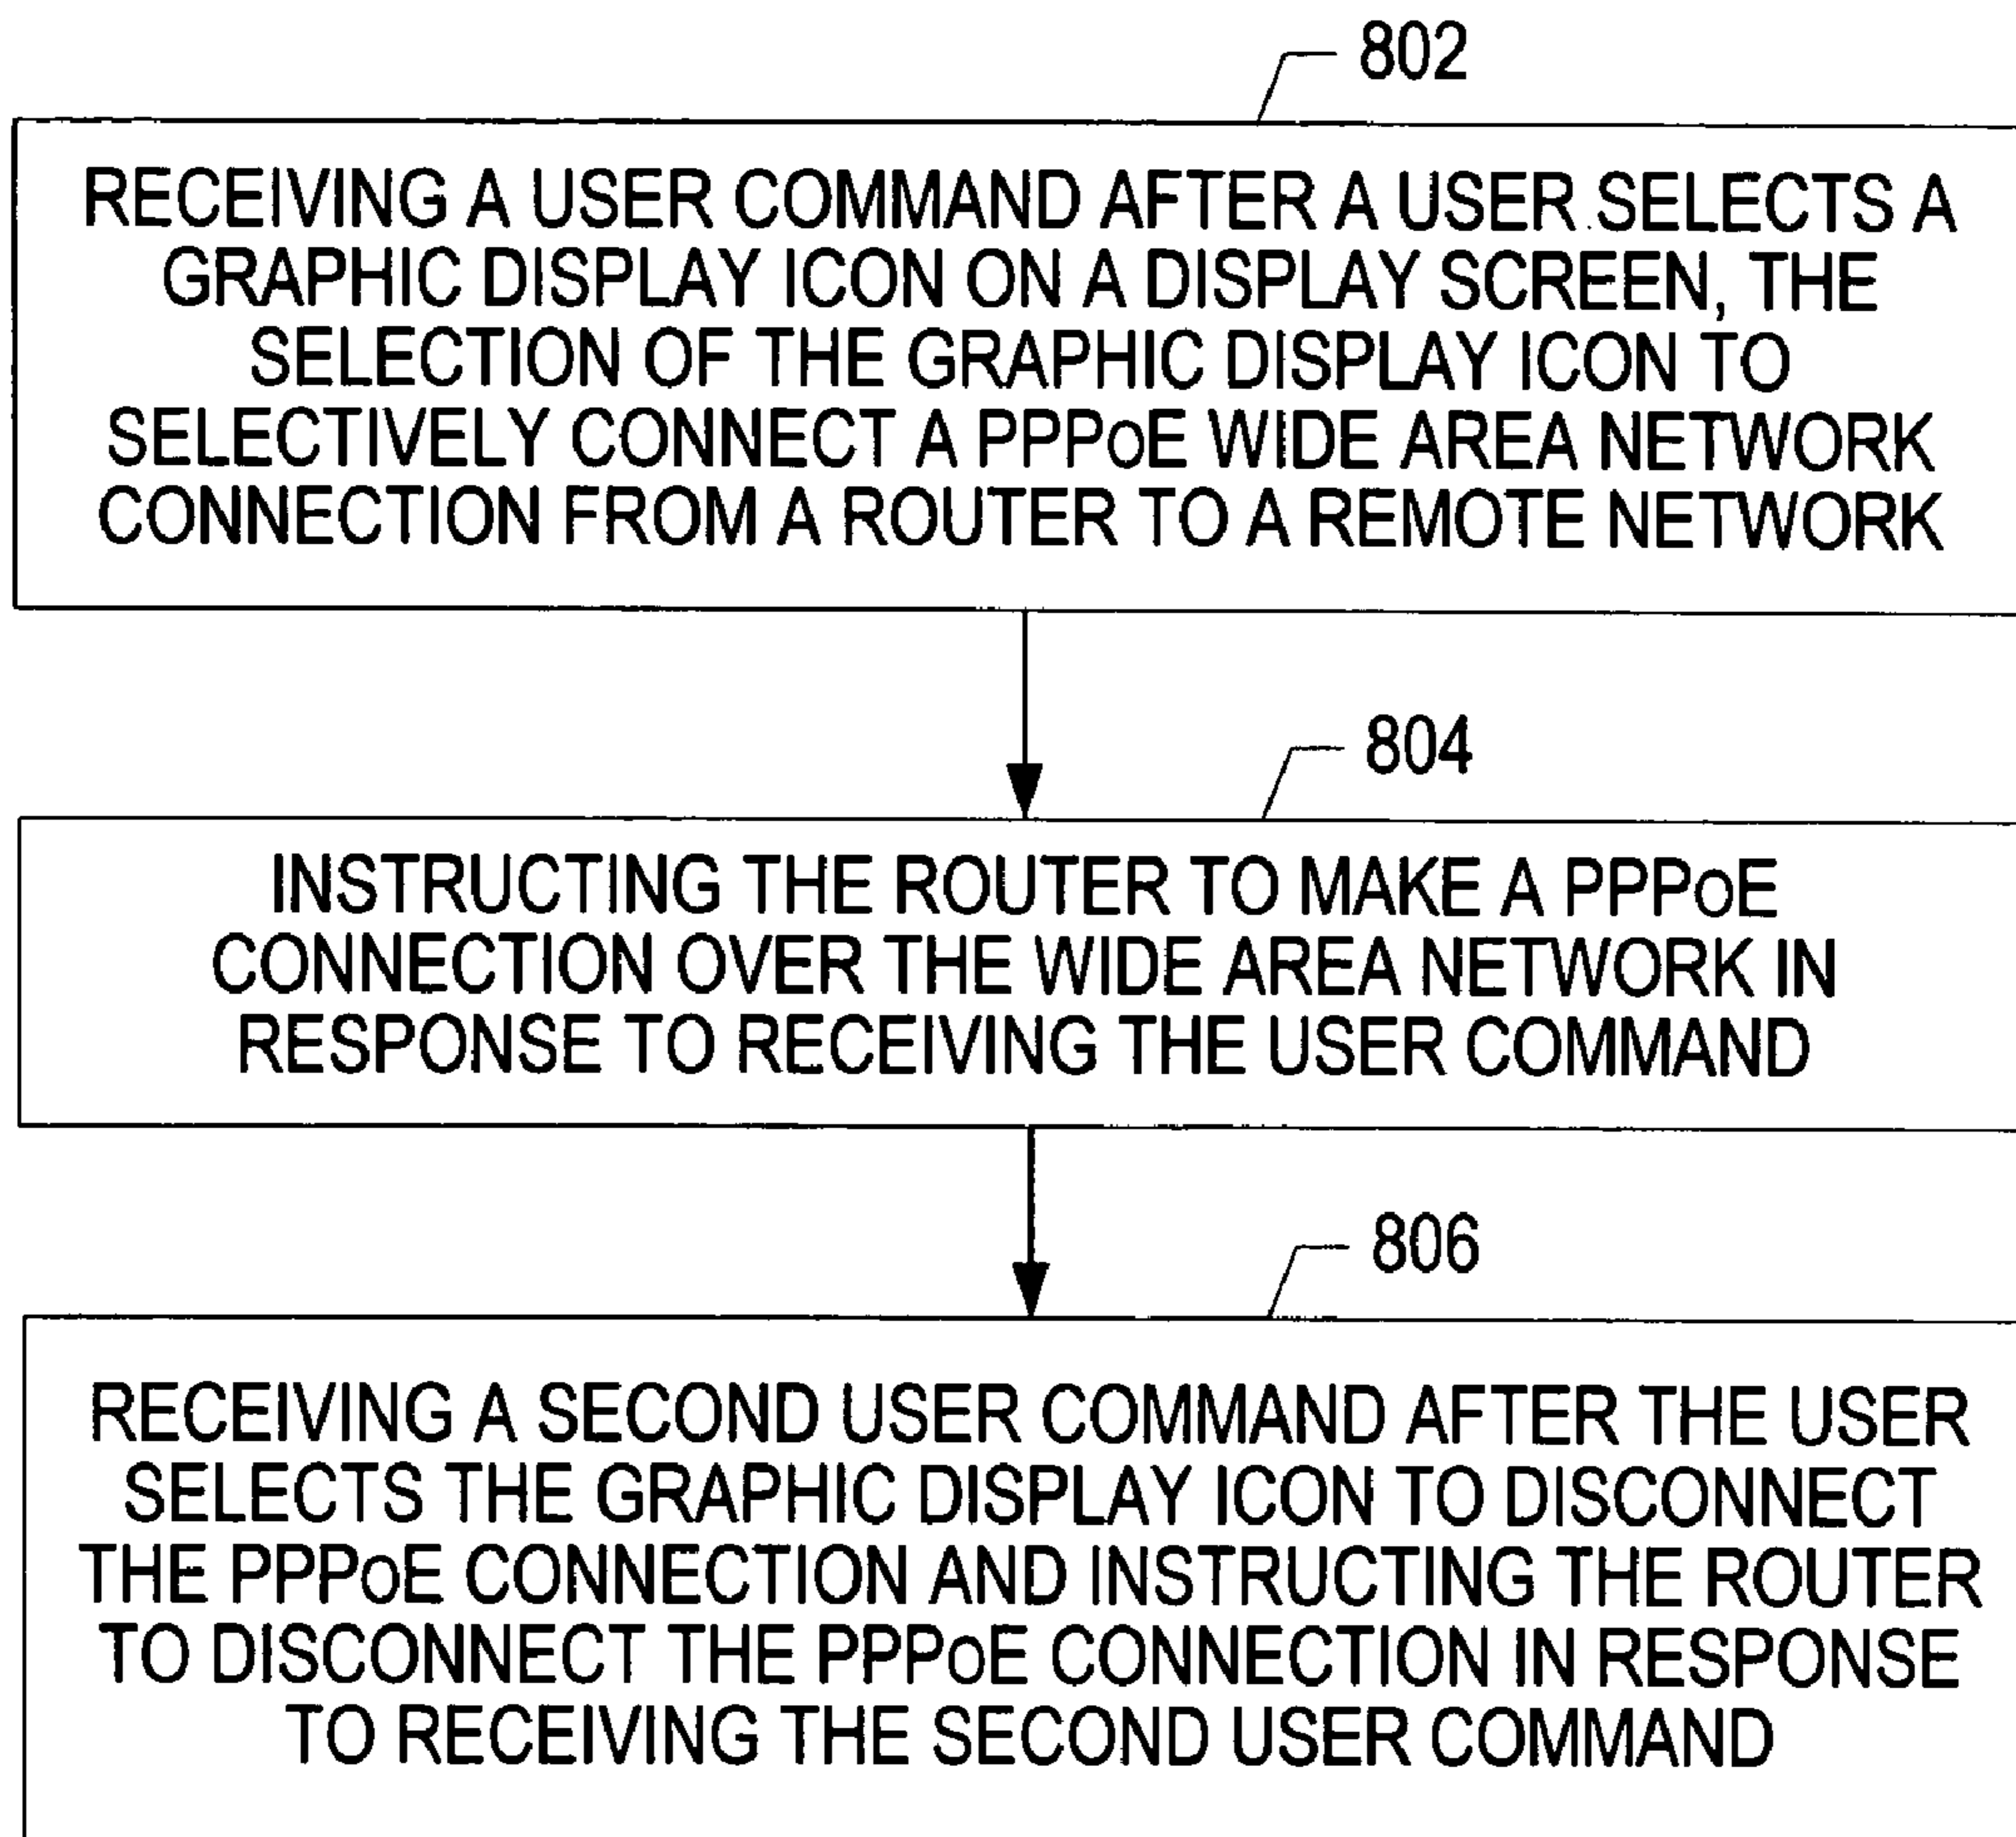 802
RECEIVING A USER COMMAND AFTER A USER SELECTS A
GRAPHIC DISPLAY ICON ON A DISPLAY SCREEN, THE
SELECTION OF THE GRAPHIC DISPLAY ICON TO
SELECTIVELY CONNECT A PPPoE WIDE AREA NETWORK
CONNECTION FROM A ROUTER TO A REMOTE NETWORK
804
INSTRUCTING THE ROUTER TO MAKE A PPPoE
CONNECTION OVER THE WIDE AREA NETWORK IN
RESPONSE TO RECEIVING THE USER COMMAND
806
RECEIVING A SECOND USER COMMAND AFTER THE USER
SELECTS THE GRAPHIC DISPLAY ICON TO DISCONNECT
THE PPPoE CONNECTION AND INSTRUCTING THE ROUTER
TO DISCONNECT THE PPPoE CONNECTION IN RESPONSE
TO RECEIVING THE SECOND USER COMMAND